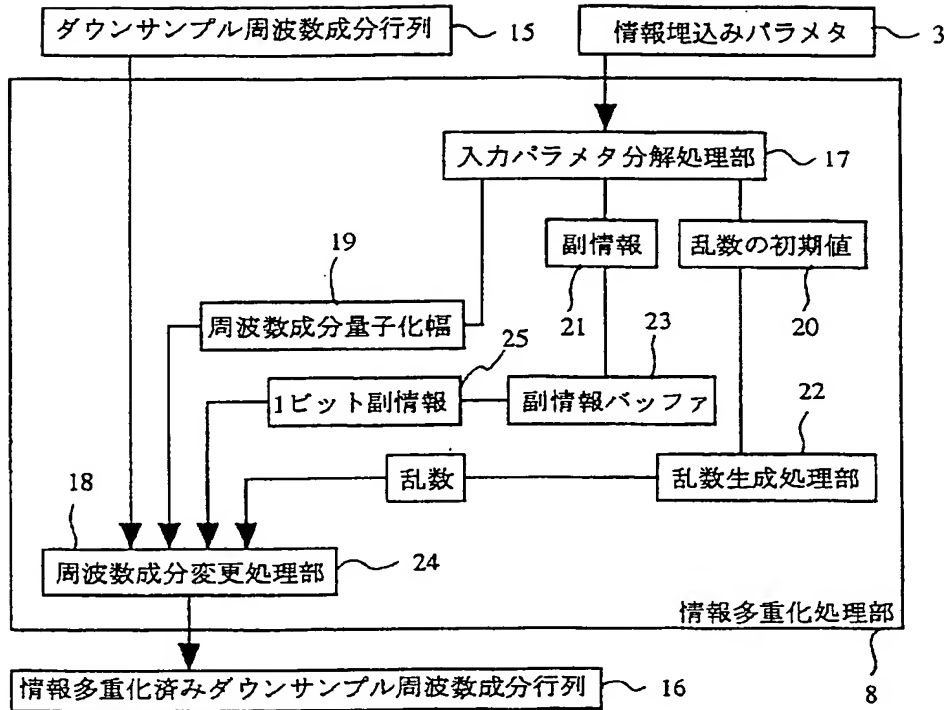 ダウンサンプル周波数成分行列
15
情報埋込みパラメタ
3
入力パラメタ分解処理部
17
19
副情報
乱数の初期値
21
20
周波数成分量子化幅
25
23
1ビット副情報
副情報バッファ
22
乱数
乱数生成処理部
18
周波数成分変更処理部
24
情報多重化処理部
8
情報多重化済みダウンサンプル周波数成分行列
16